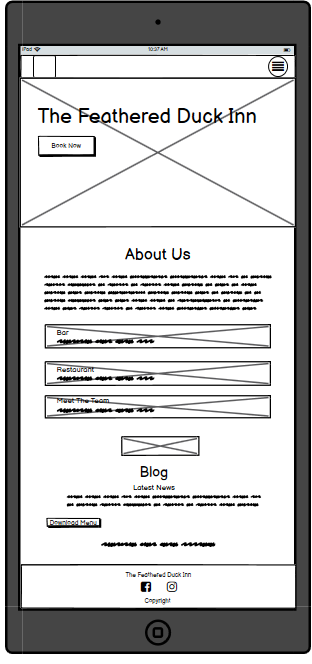 iPad
10:37 AM
The Feathered Duck Inn
Book Now
About Us
Bar
Restaurant
Meet The Team
Blog
Latest News
Download Menu
The Feathered Duck Inn
Copyright